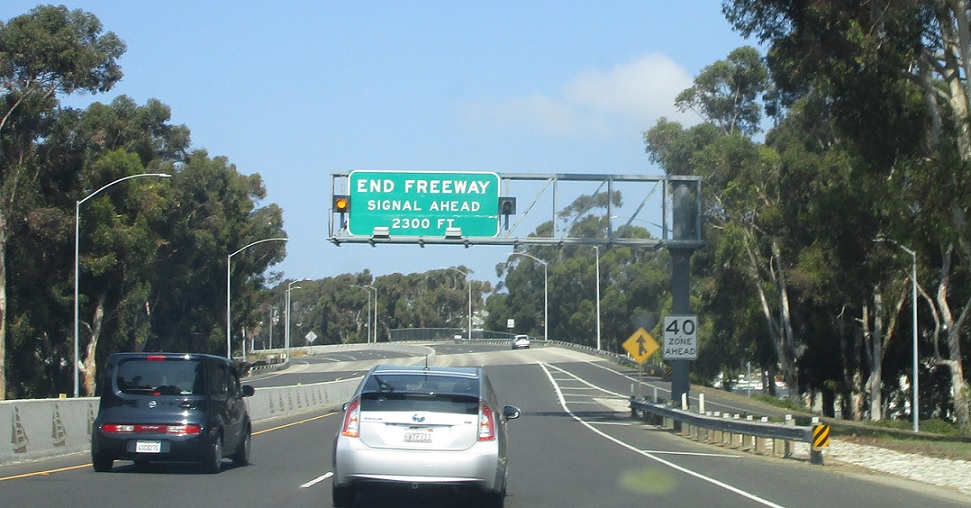 END FREEWAY
SIGNAL AHEAD
2300 FT
40
ZONE
AHEAD